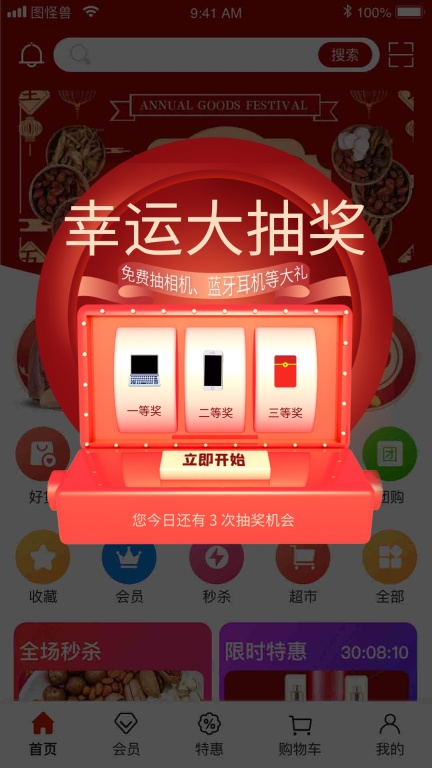 图怪兽 9:41 AM 100%
搜索
ANNUAL GOODS FESTIVAL
幸运大抽奖
免费抽相机、蓝牙耳机等大礼
一等奖 二等奖 三等奖
立即开始
团购
您今日还有 3 次抽奖机会
收藏 会员 秒杀 超市 全部
全场秒杀 限时特惠 30:08:10
首页 会员 特惠 购物车 我的